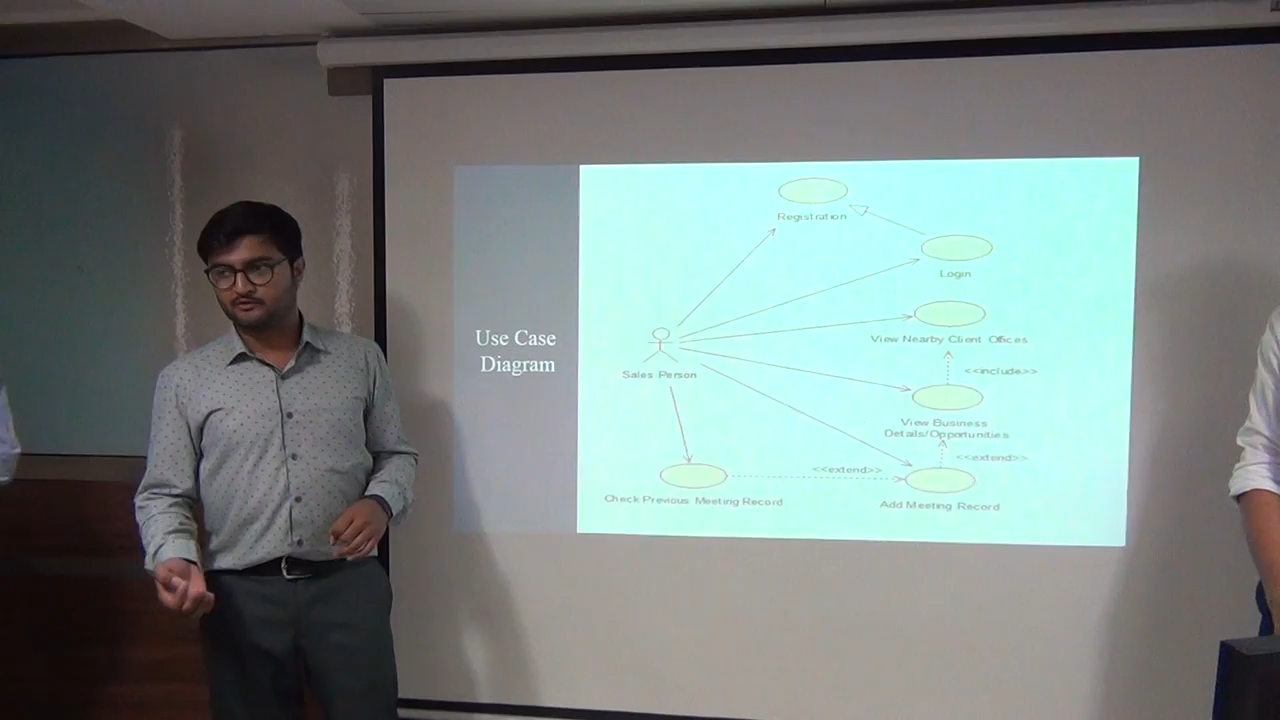 Use Case
Diagram
Registration
Login
View Nearby Client Offices
<<include>>
Sales Person
View Business
Details/Opportunities
<<extend>>
<<extend>>
Check Previous Meeting Record
Add Meeting Record